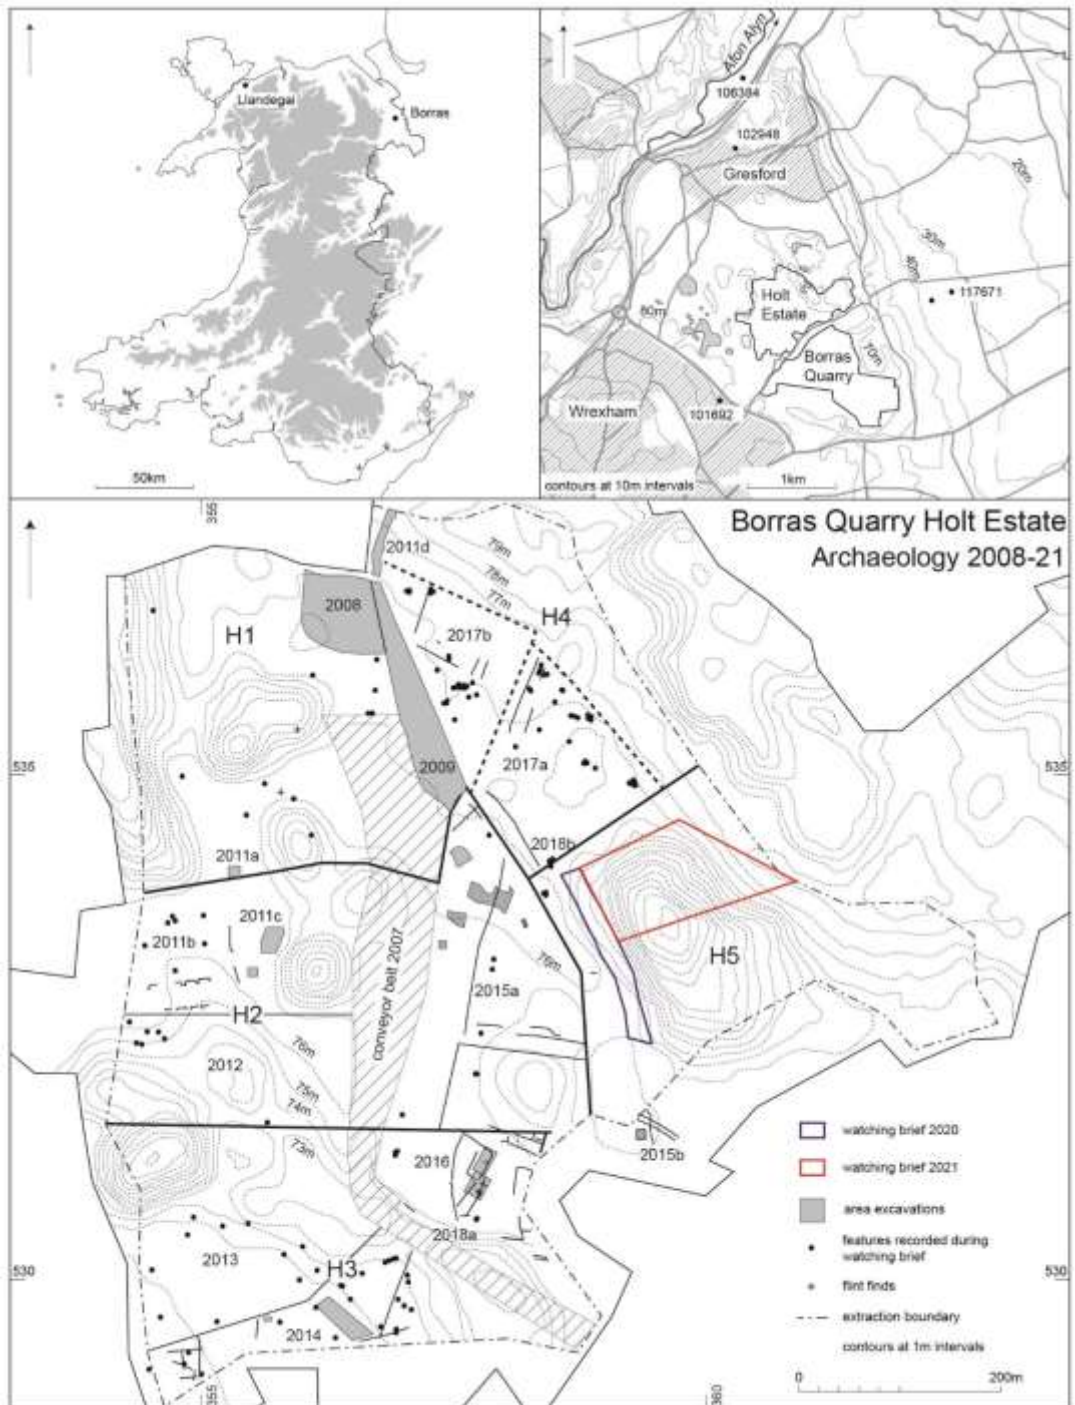 Llandegai
Borras
50km
Afon Alyn
106384
102948
Gresford
20m
30m
40m
117671
Holt
Estate
60m
Borras
Quarry
10m
Wrexham
101692
contours at 10m intervals
1km
Borras Quarry Holt Estate
Archaeology 2008-21
355
2011d
79m
78m
77m
H4
2008
H1
2017b
535
2009
2017a
535
2018b
2011a
2011c
2011b
H5
76m
2015a
conveyor belt 2007
H2
76m
2012
75m
74m
73m
2016
2015b
2018a
2013
H3
530
530
2014
355
360
watching brief 2020
watching brief 2021
area excavations
features recorded during
watching brief
flint finds
extraction boundary
contours at 1m intervals
0
200m